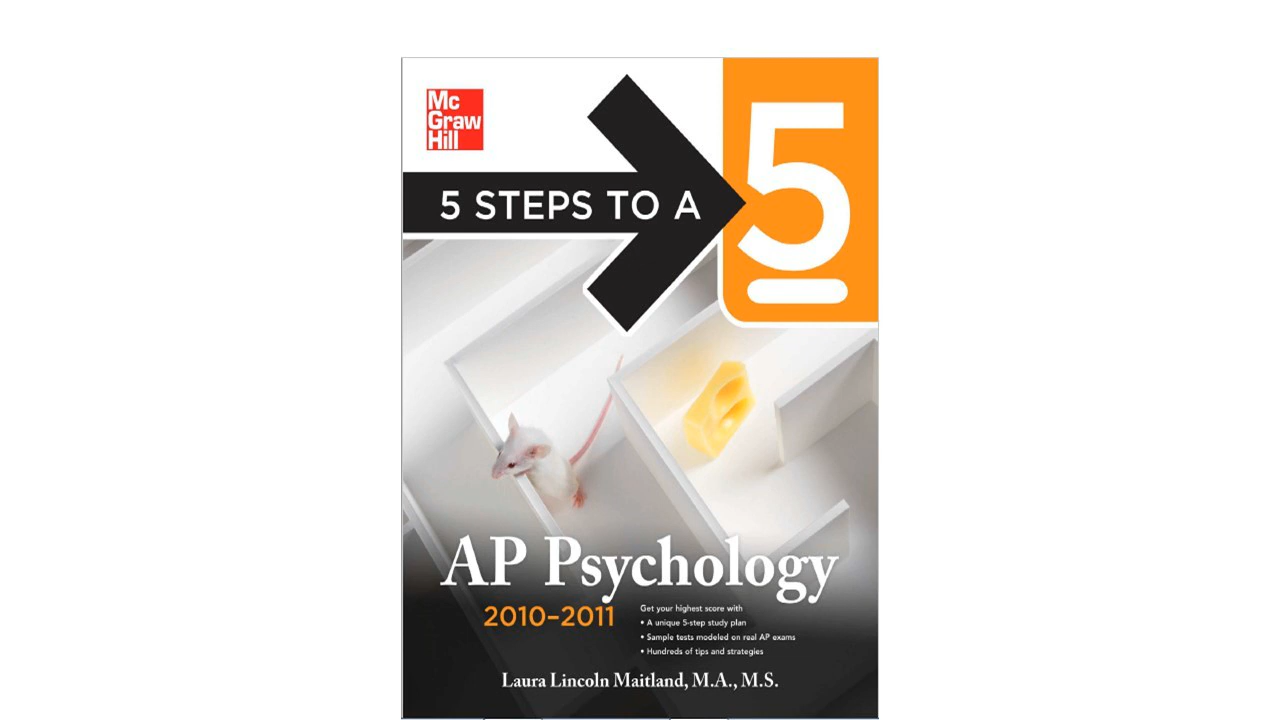 Mc
Graw
Hill
5 STEPS TO A
5
AP Psychology
2010–2011
Get your highest score with
• A unique 5-step study plan
• Sample tests modeled on real AP exams
• Hundreds of tips and strategies
Laura Lincoln Maitland, M.A., M.S.